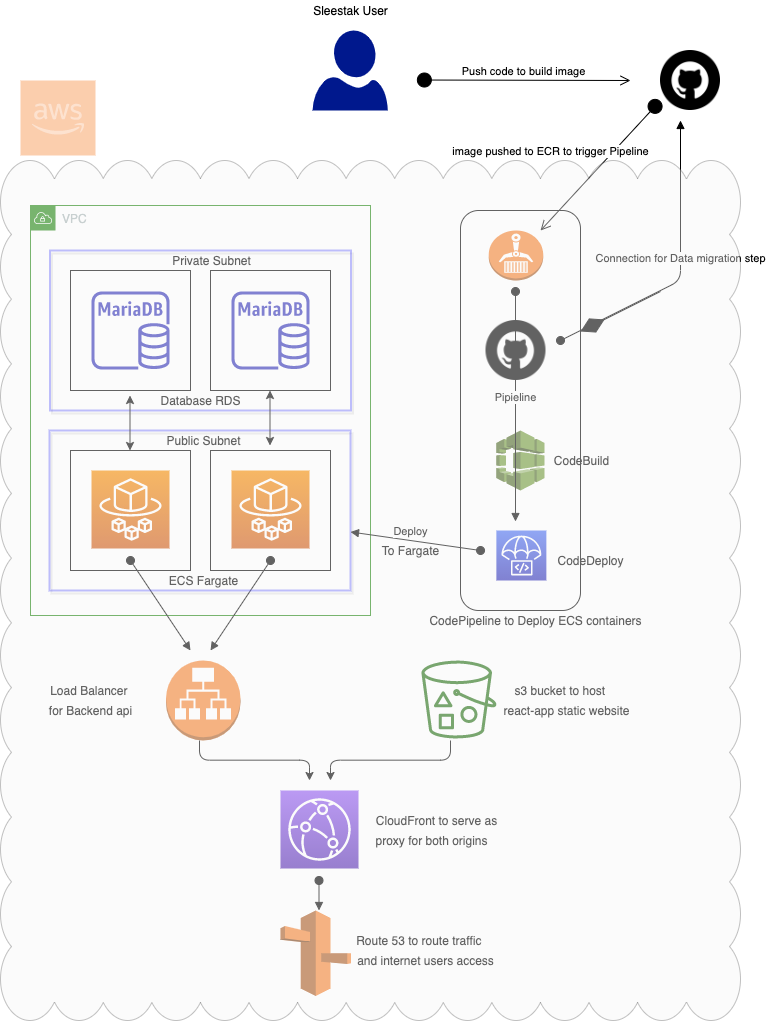 Sleestak User
Push code to build image
aws
image pushed to ECR to trigger Pipeline
VPC
Private Subnet
MariaDB
MariaDB
Connection for Data migration step
Pipieline
Database RDS
Public Subnet
CodeBuild
Deploy
To Fargate
CodeDeploy
ECS Fargate
CodePipeline to Deploy ECS containers
Load Balancer
for Backend api
s3 bucket to host
react-app static website
CloudFront to serve as
proxy for both origins
Route 53 to route traffic
and internet users access